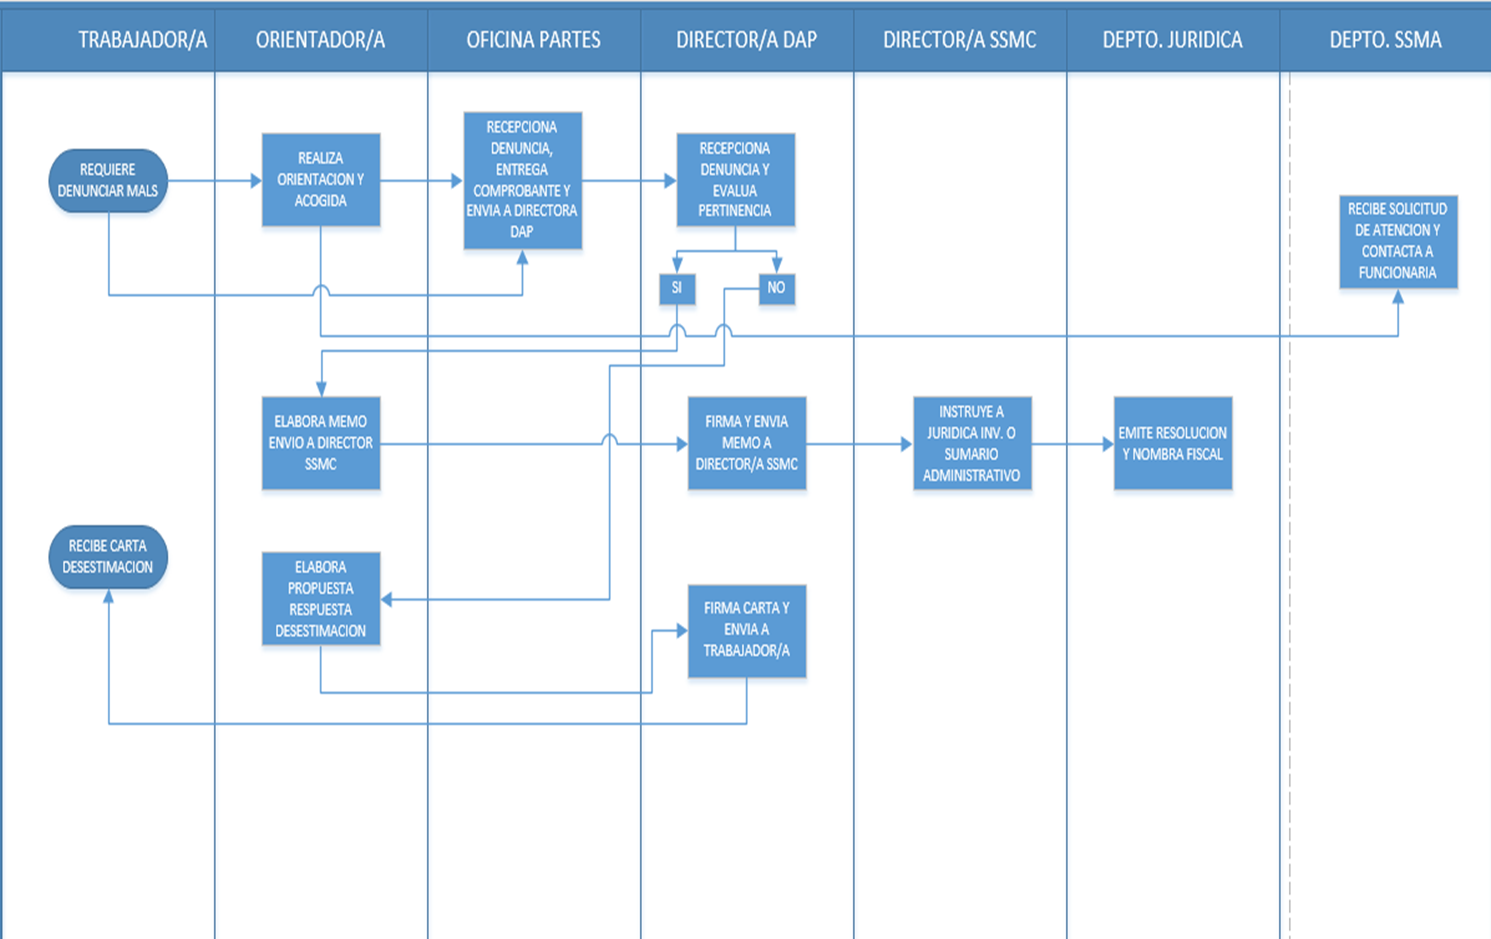 TRABAJADOR/A
ORIENTADOR/A
OFICINA PARTES
DIRECTOR/A DAP
DIRECTOR/A SSMC
DEPTO. JURIDICA
DEPTO. SSMA
REQUIERE
DENUNCIAR MALS
REALIZA
ORIENTACION Y
ACOGIDA
RECEPCIONA
DENUNCIA,
ENTREGA
COMPROBANTE Y
ENVIA A DIRECTORA
DAP
RECEPCIONA
DENUNCIA Y
EVALUA
PERTINENCIA
SI
NO
RECIBE SOLICITUD
DE ATENCION Y
CONTACTA A
FUNCIONARIA
ELABORA MEMO
ENVIO A DIRECTOR
SSMC
FIRMA Y ENVIA
MEMO A
DIRECTOR/A SSMC
INSTRUYE A
JURIDICA INV. O
SUMARIO
ADMINISTRATIVO
EMITE RESOLUCION
Y NOMBRA FISCAL
RECIBE CARTA
DESESTIMACION
ELABORA
PROPUESTA
RESPUESTA
DESESTIMACION
FIRMA CARTA Y
ENVIA A
TRABAJADOR/A